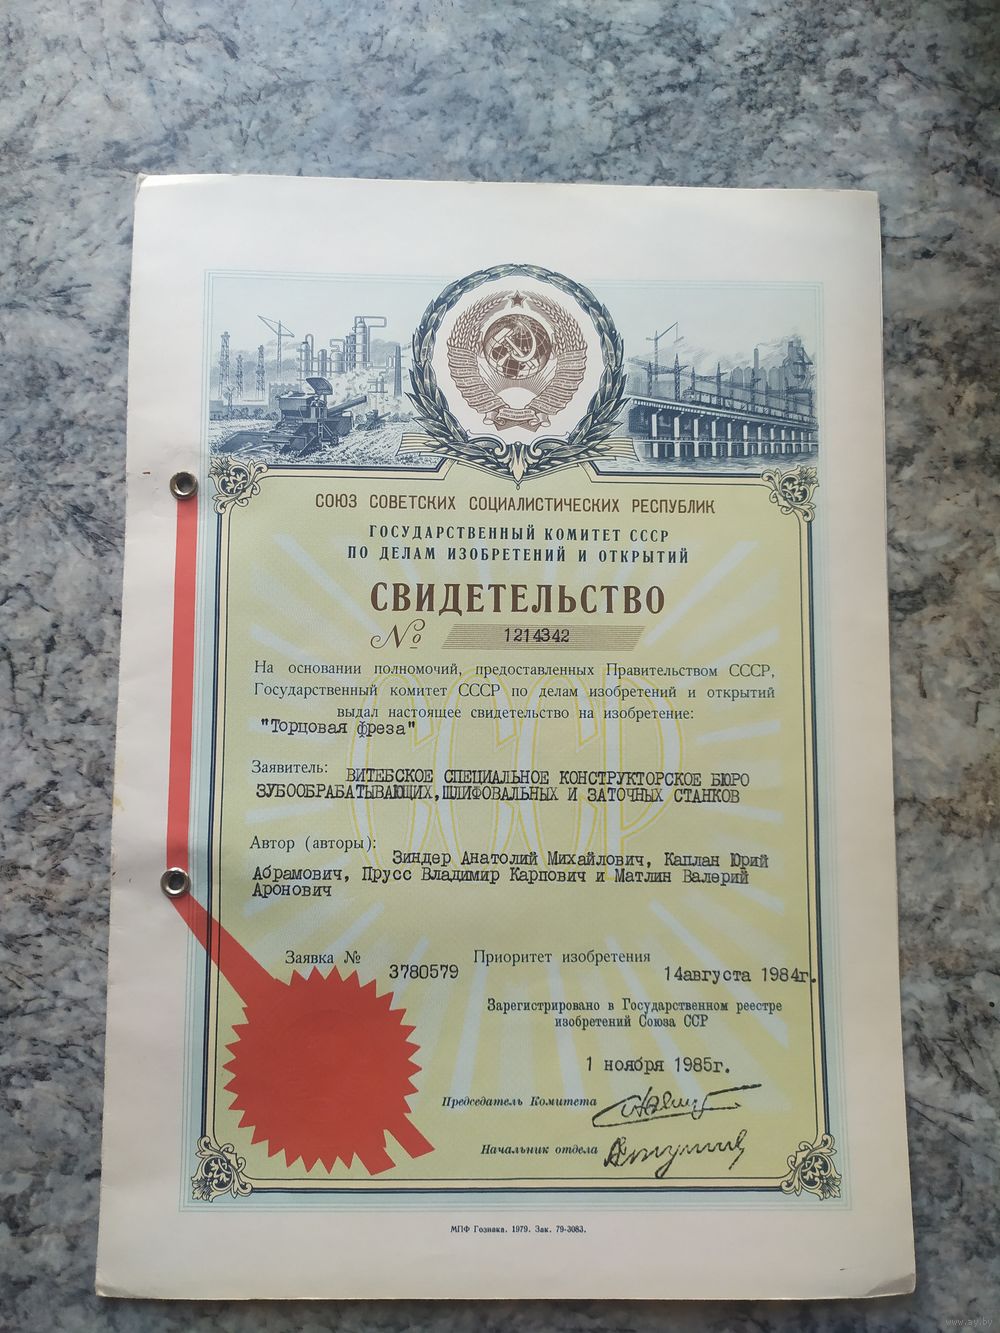 СОЮЗ СОВЕТСКИХ СОЦИАЛИСТИЧЕСКИХ РЕСПУБЛИК
ГОСУДАРСТВЕННЫЙ КОМИТЕТ СССР
ПО ДЕЛАМ ИЗОБРЕТЕНИЙ И ОТКРЫТИЙ
СВИДЕТЕЛЬСТВО
№ 1214342
На основании полномочий, предоставленных Правительством СССР,
Государственный комитет СССР по делам изобретений и открытий
выдал настоящее свидетельство на изобретение:
"Торцовая фреза"
Заявитель: ВИТЕБСКОЕ СПЕЦИАЛЬНОЕ КОНСТРУКТОРСКОЕ БЮРО
ЗУБООБРАБАТЫВАЮЩИХ,ШЛИФОВАЛЬНЫХ И ЗАТОЧНЫХ СТАНКОВ
Автор (авторы):
Зиндер Анатолий Михайлович, Каплан Юрий
Абрамович, Прусс Владимир Карпович и Матлин Валерий
Аронович
СССР
Заявка № 3780579 Приоритет изобретения 14августа 1984г.
Зарегистрировано в Государственном реестре
изобретений Союза ССР
1 ноября 1985г.
Председатель Комитета
Начальник отдела
МПФ Гознака. 1979. Зак. 79-3083.
www.ay.by